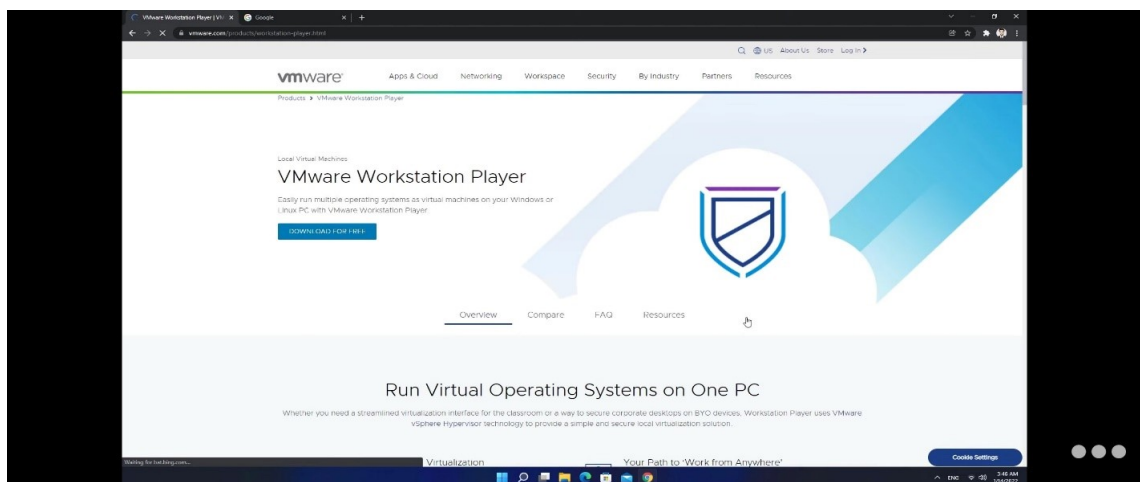 VMware Workstation Player | VM
Google
vmware.com/products/workstation-player.html
US About Us Store Log In
vmware
Apps & Cloud Networking Workspace Security By Industry Partners Resources
Products > VMware Workstation Player
Local Virtual Machines
VMware Workstation Player
Easily run multiple operating systems as virtual machines on your Windows or
Linux PC with VMware Workstation Player.
DOWNLOAD FOR FREE
Overview Compare FAQ Resources
Run Virtual Operating Systems on One PC
Whether you need a streamlined virtualization interface for the classroom or a way to secure corporate desktops on BYO devices, Workstation Player uses VMware
vSphere Hypervisor technology to provide a simple and secure local virtualization solution.
Virtualization
Your Path to 'Work from Anywhere'
Cookie Settings
ENG
3:48 AM